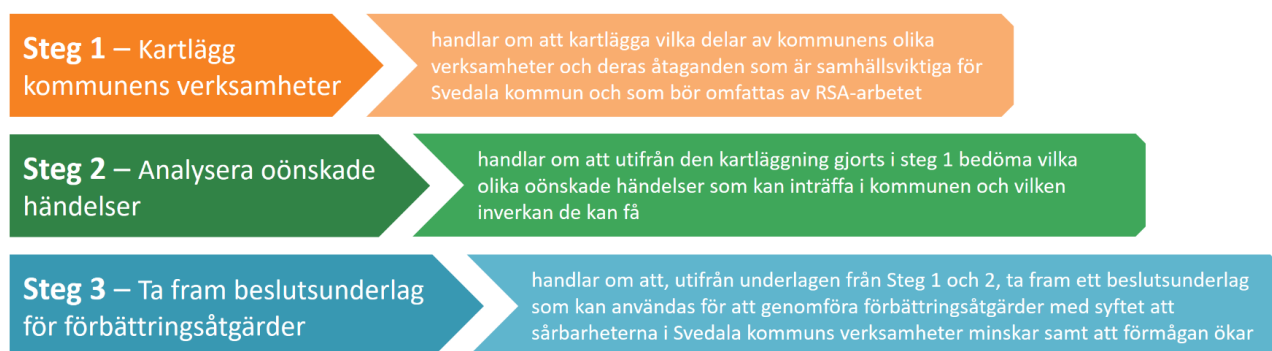 Steg 1 – Kartlägg
kommunens verksamheter
handlar om att kartlägga vilka delar av kommunens olika
verksamheter och deras åtaganden som är samhällsviktiga för
Svedala kommun och som bör omfattas av RSA-arbetet
Steg 2 – Analysera oönskade
händelser
handlar om att utifrån den kartläggning gjorts i steg 1 bedöma vilka
olika oönskade händelser som kan inträffa i kommunen och vilken
inverkan de kan få
Steg 3 – Ta fram beslutsunderlag
för förbättringsåtgärder
handlar om att, utifrån underlagen från Steg 1 och 2, ta fram ett beslutsunderlag
som kan användas för att genomföra förbättringsåtgärder med syftet att
sårbarheterna i Svedala kommuns verksamheter minskar samt att förmågan ökar